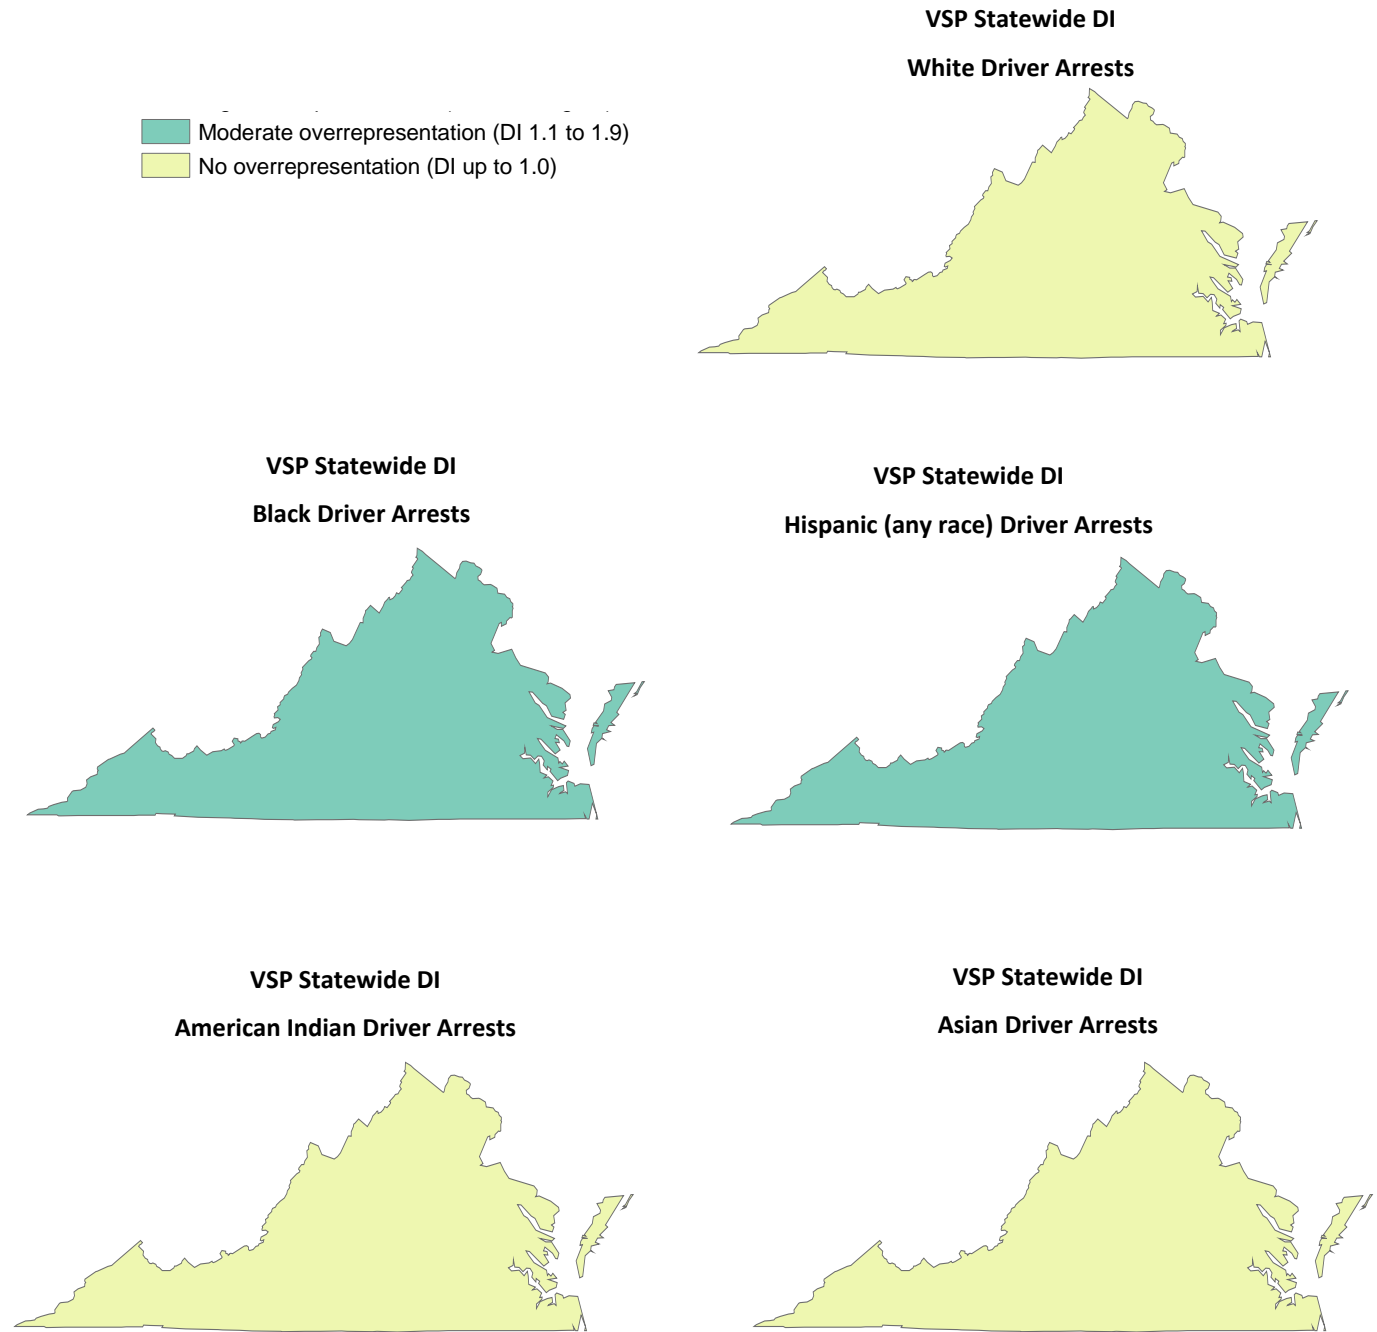 VSP Statewide DI
White Driver Arrests
Moderate overrepresentation (DI 1.1 to 1.9)
No overrepresentation (DI up to 1.0)
VSP Statewide DI
Black Driver Arrests
VSP Statewide DI
Hispanic (any race) Driver Arrests
VSP Statewide DI
American Indian Driver Arrests
VSP Statewide DI
Asian Driver Arrests